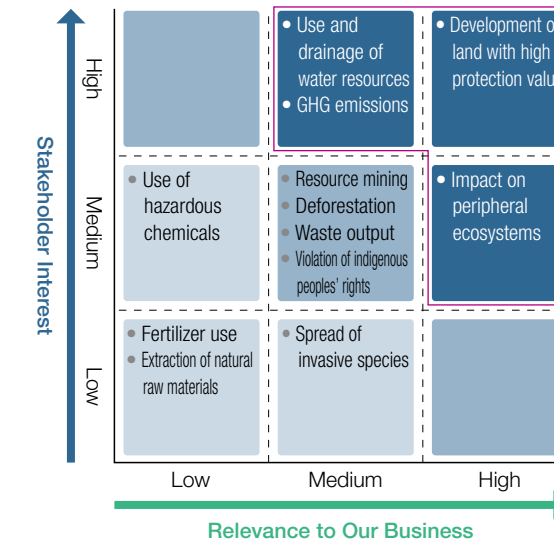 Stakeholder Interest
High
Medium
Low
• Use and
drainage of
water resources
• GHG emissions
• Development o
land with high
protection valu
• Use of
hazardous
chemicals
• Resource mining
• Deforestation
• Waste output
• Violation of indigenous
peoples' rights
• Impact on
peripheral
ecosystems
• Fertilizer use
• Extraction of natural
raw materials
• Spread of
invasive species
Low
Medium
High
Relevance to Our Business